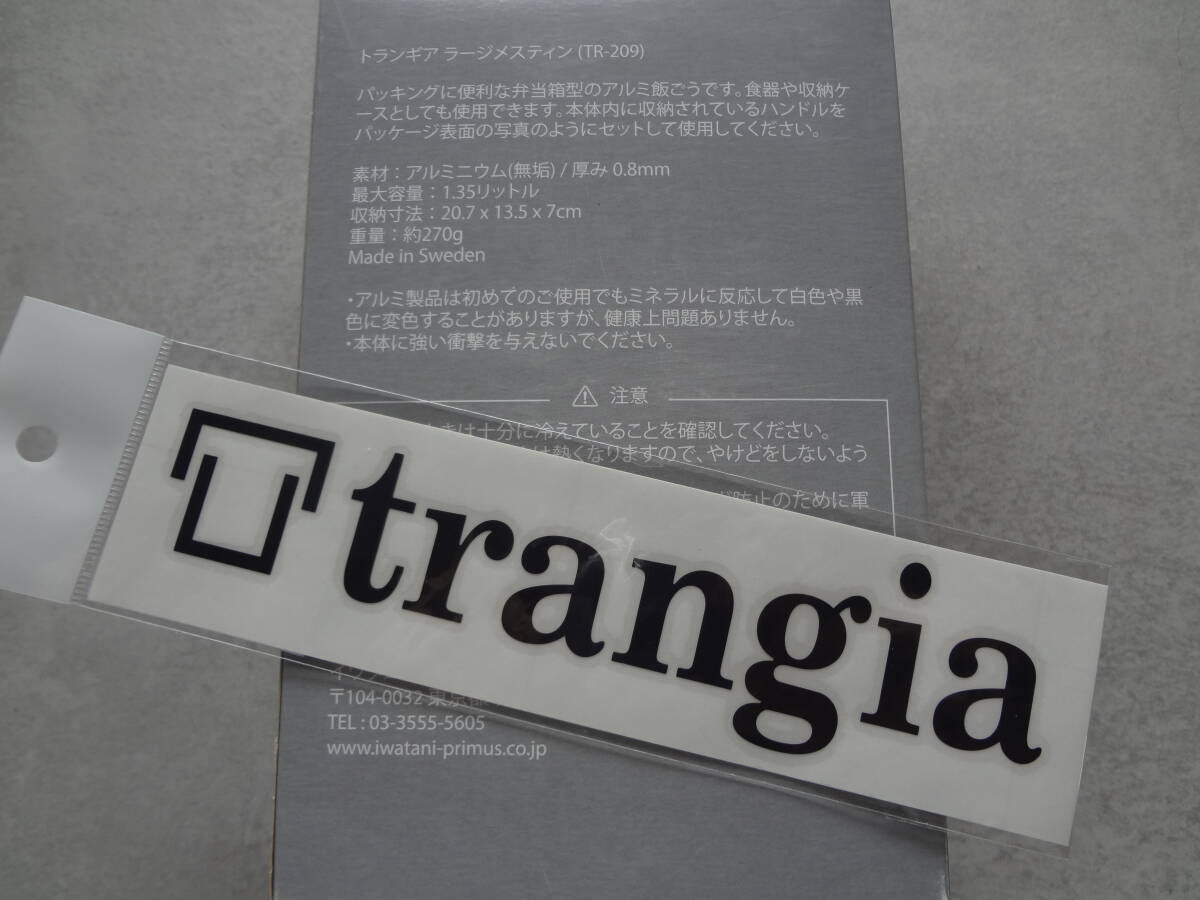 トランギア ラージメスティン (TR-209)
パッキングに便利な弁当箱型のアルミ飯ごうです。食器や収納ケ
ースとしても使用できます。本体内に収納されているハンドルを
パッケージ表面の写真のようにセットして使用してください。
素材：アルミニウム(無垢) / 厚み 0.8mm
最大容量：1.35リットル
収納寸法：20.7 x 13.5 x 7cm
重量：約270g
Made in Sweden
・アルミ製品は初めてのご使用でもミネラルに反応して白色や黒
色に変色することがありますが、健康上問題ありません。
・本体に強い衝撃を与えないでください。
⚠ 注意
きは十分に冷えていることを確認してください。
は熱くなりますので、やけどをしないよう
防止のために軍
trangia
〒104-0032 東京都
TEL : 03-3555-5605
www.iwatani-primus.co.jp